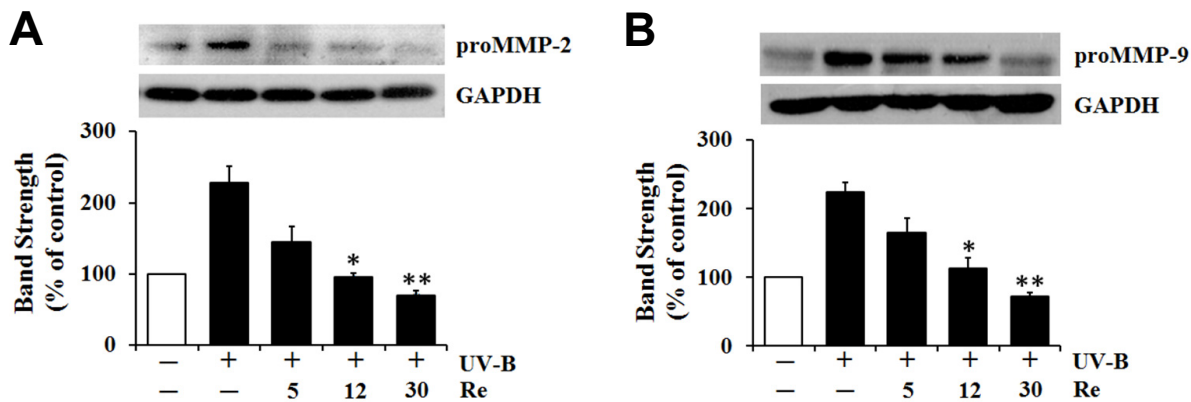 A
proMMP-2
GAPDH
Band Strength
(% of control)
300
200
100
0
*
**
— + + + + UV-B
— — 5 12 30 Re
B
proMMP-9
GAPDH
Band Strength
(% of control)
300
200
100
0
*
**
— + + + + UV-B
— — 5 12 30 Re